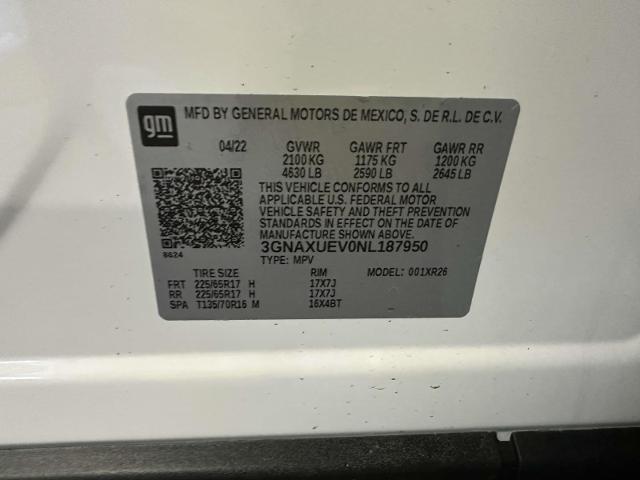 gm MFD BY GENERAL MOTORS DE MEXICO, S. DE R.L. DE C.V.
04/22 GVWR GAWR FRT GAWR RR
2100 KG 1175 KG 1200 KG
4630 LB 2590 LB 2645 LB
THIS VEHICLE CONFORMS TO ALL
APPLICABLE U.S. FEDERAL MOTOR
VEHICLE SAFETY AND THEFT PREVENTION
STANDARDS IN EFFECT ON THE DATE OF
MANUFACTURE SHOWN ABOVE.
3GNAXUEV0NL187950
8624
TYPE: MPV
TIRE SIZE RIM MODEL: 001XR26
FRT 225/65R17 H 17X7J
RR 225/65R17 H 17X7J
SPA T135/70R16 M 16X4BT